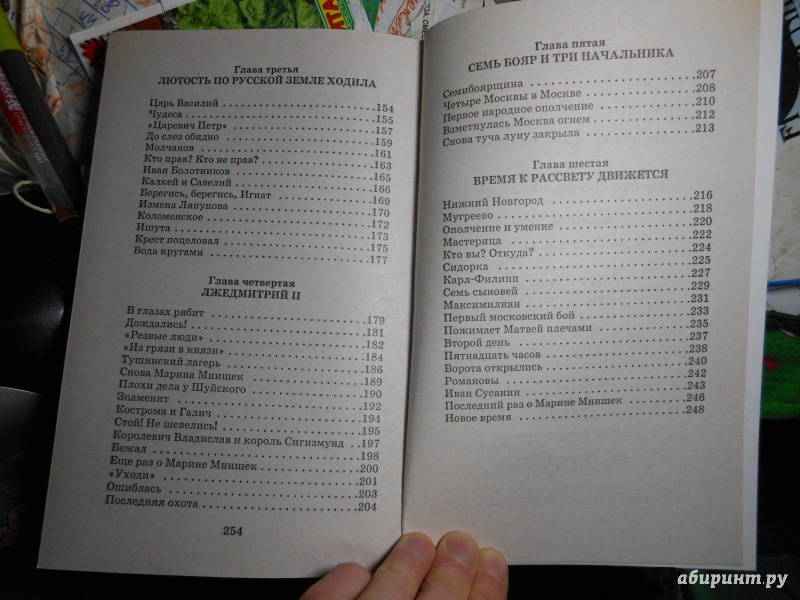 Глава третья
ЛЮТОСТЬ ПО РУССКОЙ ЗЕМЛЕ ХОДИЛА
Царь Василий 154
Чудеса 155
«Царевич Петр» 157
До слез обидно 159
Молчанов 161
Кто прав? Кто не прав? 163
Иван Болотников 165
Калкей и Савелий 166
Берегись, берегись, Игнат 169
Измена Ляпунова 170
Коломенское 172
Ишута 173
Крест поцеловал 175
Вода кругами 177
Глава четвертая
ЛЖЕДМИТРИЙ II
В глазах рябит 179
Дождались! 181
«Резвые люди» 182
«Из грязи в князи» 184
Тушинский лагерь 186
Снова Марина Мнишек 189
Плохи дела у Шуйского 190
Знаменит 192
Кострома и Галич 194
Стой! Не шевелись! 195
Королевич Владислав и король Сигизмунд 197
Бежал 198
Еще раз о Марине Мнишек 200
«Уходи» 201
Ошиблась 203
Последняя охота 204
254
Глава пятая
СЕМЬ БОЯР И ТРИ НАЧАЛЬНИКА
Семибоярщина 207
Четыре Москвы в Москве 208
Первое народное ополчение 210
Взметнулась Москва огнем 212
Снова туча луну закрыла 213
Глава шестая
ВРЕМЯ К РАССВЕТУ ДВИЖЕТСЯ
Нижний Новгород 216
Мугреево 218
Ополчение и умение 220
Мастерица 222
Кто вы? Откуда? 224
Сидорка 225
Карл-Филипп 227
Семь сыновей 229
Максимилиан 231
Первый московский бой 233
Пожимает Матвей плечами 235
Второй день 237
Пятнадцать часов 238
Ворота открылись 240
Романовы 242
Иван Сусанин 243
Последний раз о Марине Мнишек 246
Новое время 248
абиринт.ру